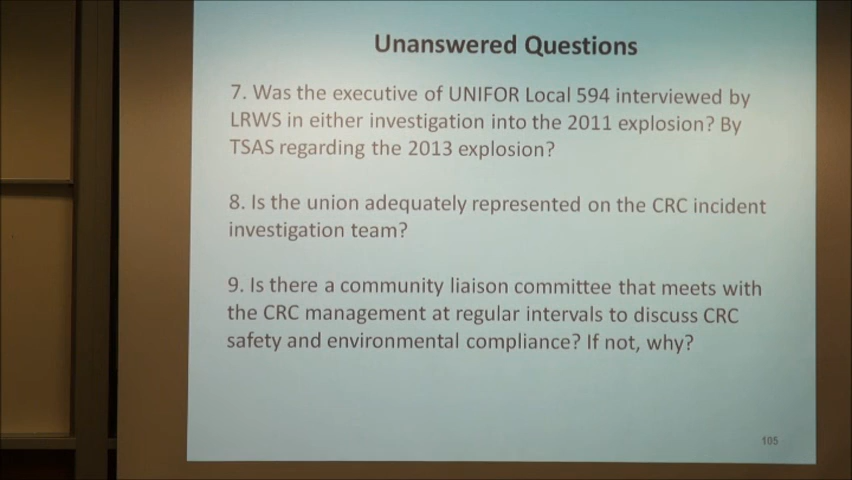 Unanswered Questions
7. Was the executive of UNIFOR Local 594 interviewed by
LRWS in either investigation into the 2011 explosion? By
TSAS regarding the 2013 explosion?
8. Is the union adequately represented on the CRC incident
investigation team?
9. Is there a community liaison committee that meets with
the CRC management at regular intervals to discuss CRC
safety and environmental compliance? If not, why?
105